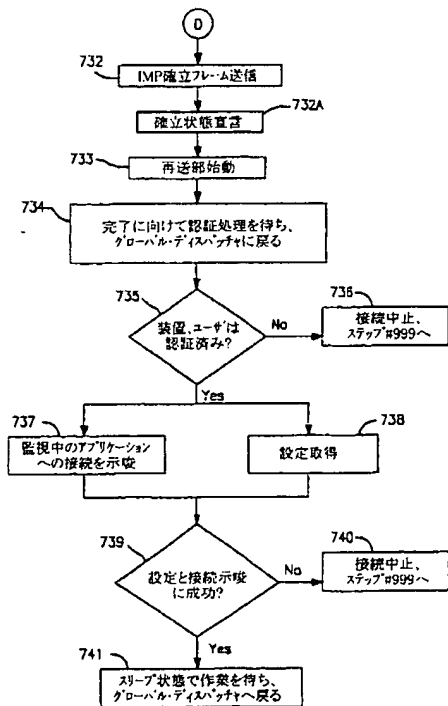 D
732
IMP確立フレーム送信
732A
確立状態宣言
733
再送部始動
734
完了に向けて認証処理を待ち、
グローバル・ディスパッチャに戻る
735
装置、ユーザは
認証済み?
No
736
接続中止、
ステップ#999へ
Yes
737
監視中のアプリケーション
への接続を示唆
738
設定取得
739
設定と接続示唆
に成功?
No
740
接続中止、
ステップ#999へ
Yes
741
スリープ状態で作業を待ち、
グローバル・ディスパッチャへ戻る